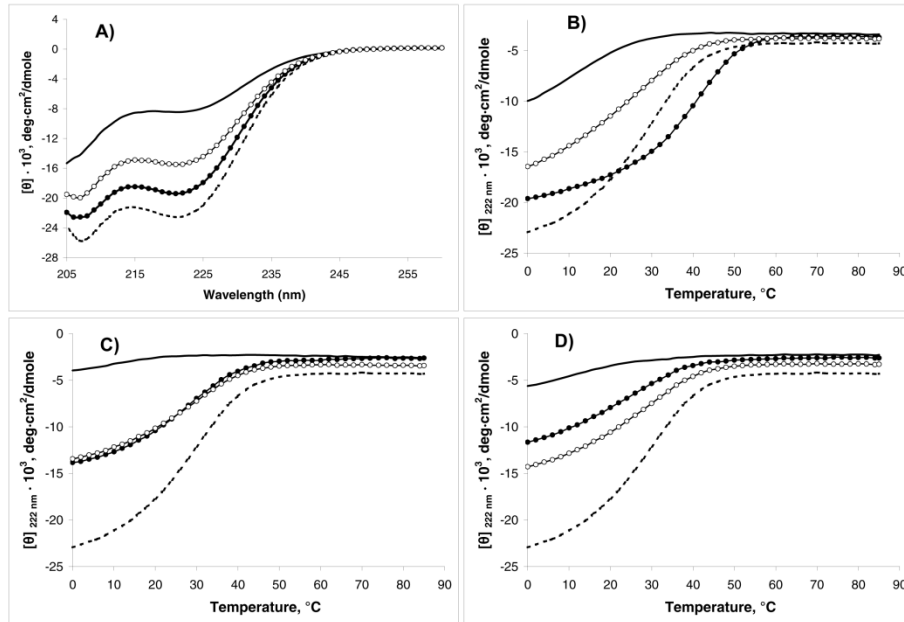 A)
4
0
-4
-8
-12
-16
-20
-24
-28
205 215 225 235 245 255
Wavelength (nm)
[θ] · 10³, deg·cm²/dmole
B)
-5
-10
-15
-20
-25
0 10 20 30 40 50 60 70 80 90
Temperature, °C
[θ] 222 nm · 10³, deg·cm²/dmole
C)
0
-5
-10
-15
-20
-25
0 10 20 30 40 50 60 70 80 90
Temperature, °C
[θ] 222 nm · 10³, deg·cm²/dmole
D)
0
-5
-10
-15
-20
-25
0 10 20 30 40 50 60 70 80 90
Temperature, °C
[θ] 222 nm · 10³, deg·cm²/dmole